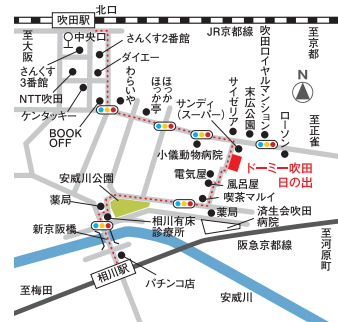 北口
吹田駅
JR京都線
至大阪
中央口
さんくす2番館
ダイエー
さんくす
3番館
わらいや
ほっか
ほっか亭
サンディ
(スーパー)
サイゼリア
末広公園
吹田ロイヤルマンション
至京都
N
NTT吹田
ケンタッキー
BOOK
OFF
ローソン
至正雀
小儀動物病院
ドーミー吹田
日の出
電気屋
風呂屋
喫茶マルイ
安威川公園
薬局
薬局
済生会吹田
病院
相川有床
診療所
新京阪橋
阪急京都線
至河原町
相川駅
パチンコ店
至梅田
安威川